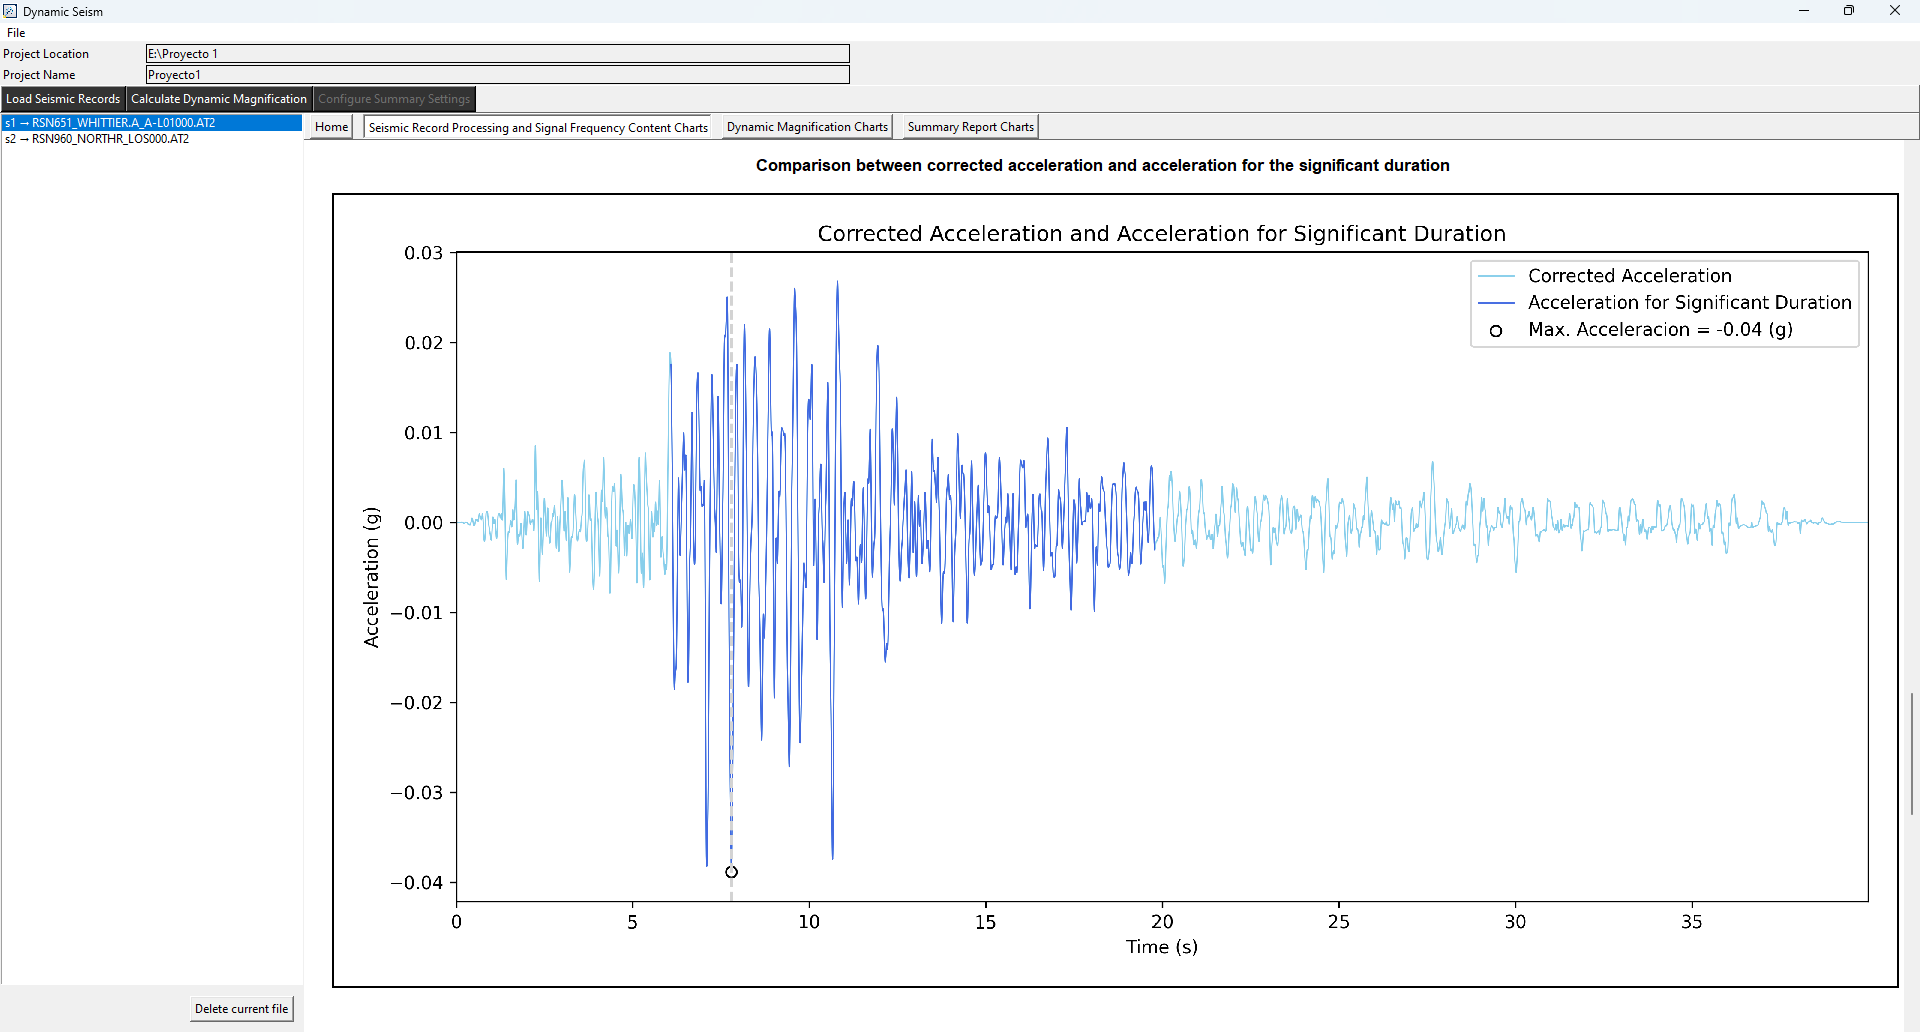 Dynamic Seism
File
Project Location E:\Proyecto 1
Project Name Proyecto1
Load Seismic Records Calculate Dynamic Magnification Configure Summary Settings
s1 → RSN651_WHITTIER.A_A-L01000.AT2
s2 → RSN960_NORTHR_LOS000.AT2
Home Seismic Record Processing and Signal Frequency Content Charts Dynamic Magnification Charts Summary Report Charts
Comparison between corrected acceleration and acceleration for the significant duration
Corrected Acceleration and Acceleration for Significant Duration
Corrected Acceleration
Acceleration for Significant Duration
Max. Acceleracion = -0.04 (g)
Acceleration (g)
0.03
0.02
0.01
0.00
−0.01
−0.02
−0.03
−0.04
0 5 10 15 20 25 30 35
Time (s)
Delete current file